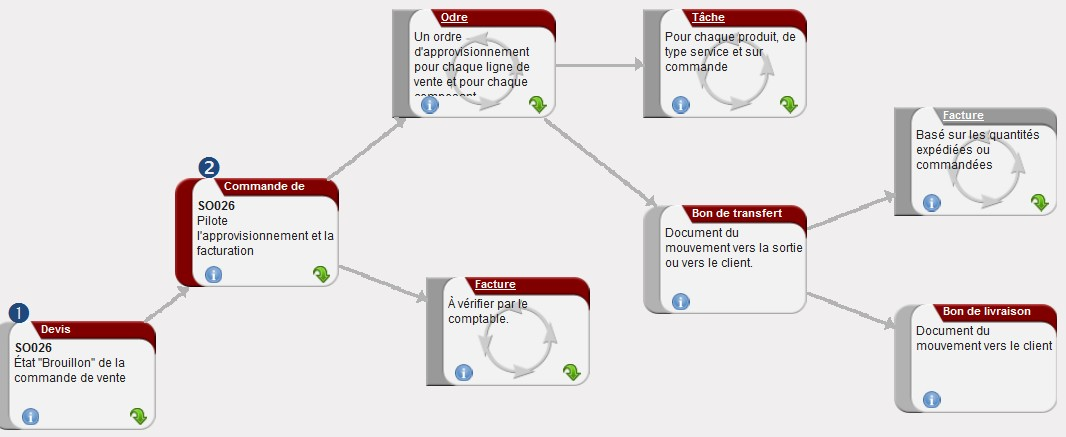 Odre
Un ordre
d'approvisionnement
pour chaque ligne de
vente et pour chaque
composant
Tâche
Pour chaque produit, de
type service et sur
commande
Facture
Basé sur les quantités
expédiées ou
commandées
2
Commande de
SO026
Pilote
l'approvisionnement et la
facturation
Bon de transfert
Document du
mouvement vers la sortie
ou vers le client.
Facture
À vérifier par le
comptable.
1
Devis
SO026
État "Brouillon" de la
commande de vente
Bon de livraison
Document du
mouvement vers le client